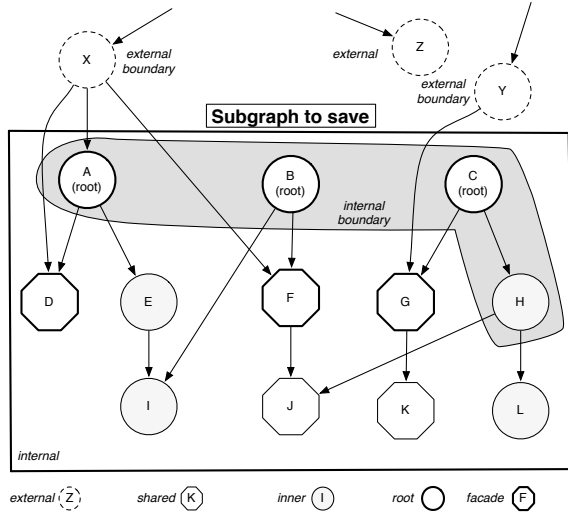 X
external
boundary
external
Z
external
boundary
Y
Subgraph to save
A
(root)
B
(root)
C
(root)
internal
boundary
D
E
F
G
H
I
J
K
L
internal
external Z
shared K
inner I
root
facade F